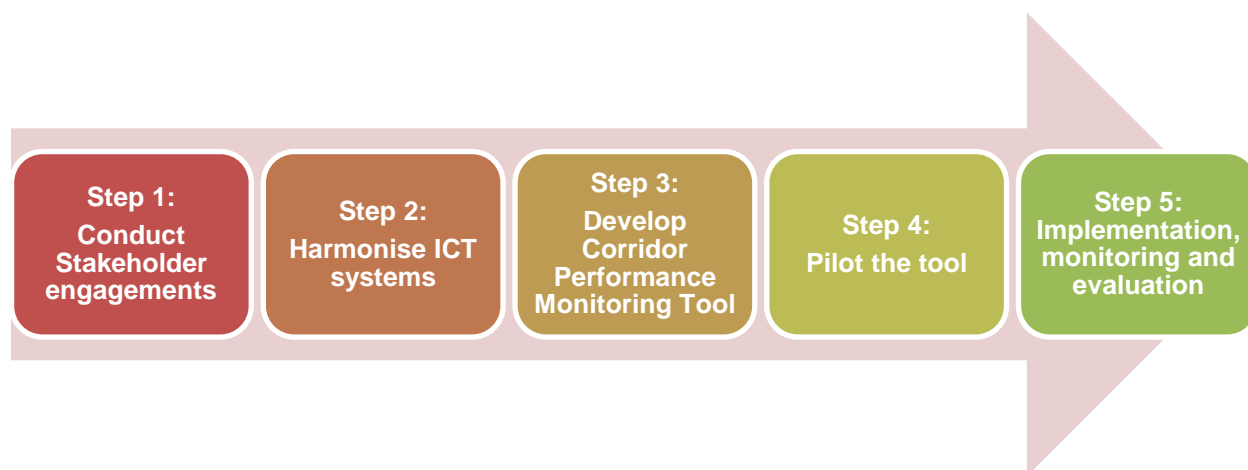 Step 1:
Conduct
Stakeholder
engagements
Step 2:
Harmonise ICT
systems
Step 3:
Develop
Corridor
Performance
Monitoring Tool
Step 4:
Pilot the tool
Step 5:
Implementation,
monitoring and
evaluation